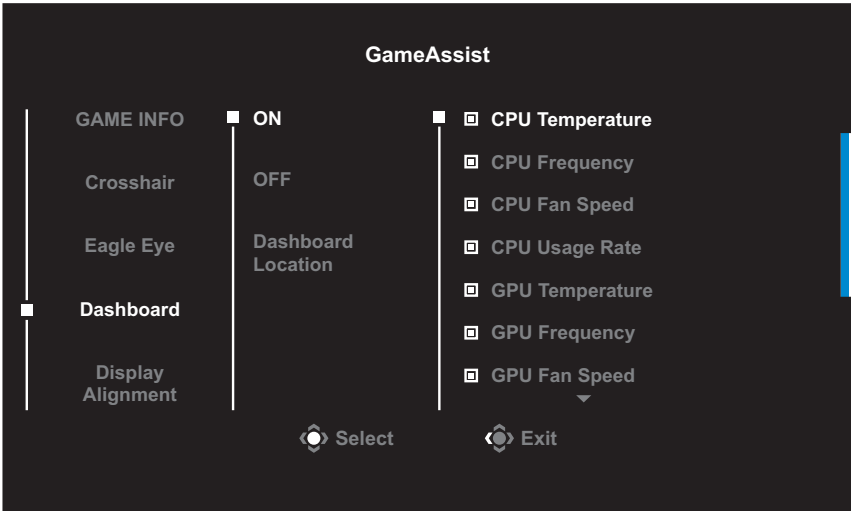 GameAssist
GAME INFO
Crosshair
Eagle Eye
Dashboard
Display
Alignment
ON
OFF
Dashboard
Location
CPU Temperature
CPU Frequency
CPU Fan Speed
CPU Usage Rate
GPU Temperature
GPU Frequency
GPU Fan Speed
Select
Exit